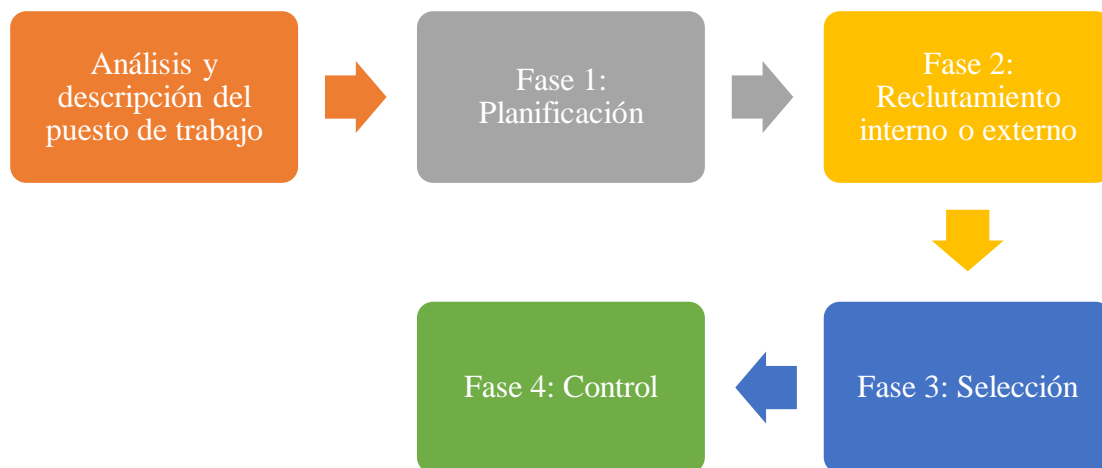 Análisis y
descripción del
puesto de trabajo
Fase 1:
Planificación
Fase 2:
Reclutamiento
interno o externo
Fase 4: Control
Fase 3: Selección